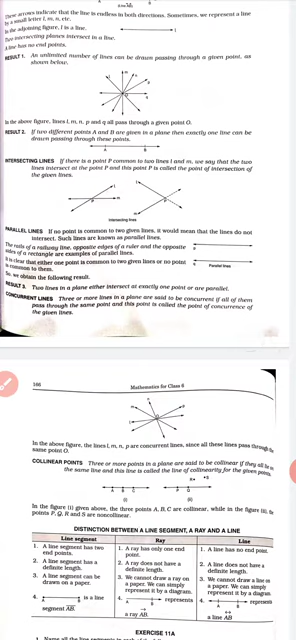 These arrows indicate that the line is endless in both directions. Sometimes, we represent a line
by a small letter l, m, n, etc.
In the adjoining figure, l is a line.
l
Two intersecting planes intersect in a line.
A line has no end points.
RESULT 1. An unlimited number of lines can be drawn passing through a given point, as
shown below.
In the above figure, lines l, m, n, p and q all pass through a given point O.
RESULT 2. If two different points A and B are given in a plane then exactly one line can be
drawn passing through these points.
A B
INTERSECTING LINES If there is a point P common to two lines l and m, we say that the two
lines intersect at the point P and this point P is called the point of intersection of
the given lines.
Intersecting lines
PARALLEL LINES If no point is common to two given lines, it would mean that the lines do not
intersect. Such lines are known as parallel lines.
The rails of a railway line, opposite edges of a ruler and the opposite
sides of a rectangle are examples of parallel lines.
It is clear that either one point is common to two given lines or no point
is common to them.
Parallel lines
So, we obtain the following result.
RESULT 3. Two lines in a plane either intersect at exactly one point or are parallel.
CONCURRENT LINES Three or more lines in a plane are said to be concurrent if all of them
pass through the same point and this point is called the point of concurrence of
the given lines.
166 Mathematics for Class 6
In the above figure, the lines l, m, n, p are concurrent lines, since all these lines pass through the
same point O.
COLLINEAR POINTS Three or more points in a plane are said to be collinear if they all lie in
the same line and this line is called the line of collinearity for the given points.
R• •S
A B C P Q
(i) (ii)
In the figure (i) given above, the three points A, B, C are collinear, while in the figure (ii), the
points P, Q, R and S are noncollinear.
DISTINCTION BETWEEN A LINE SEGMENT, A RAY AND A LINE
Line segment Ray Line
1. A line segment has two end points. 1. A ray has only one end point. 1. A line has no end point.
2. A line segment has a definite length. 2. A ray does not have a definite length. 2. A line does not have a definite length.
3. A line segment can be drawn on a paper. 3. We cannot draw a ray on a paper. We can simply represent it by a diagram. 3. We cannot draw a line on a paper. We can simply represent it by a diagram
4. A B is a line segment AB. 4. A B represents a ray AB. 4. A B represents a line AB
EXERCISE 11A